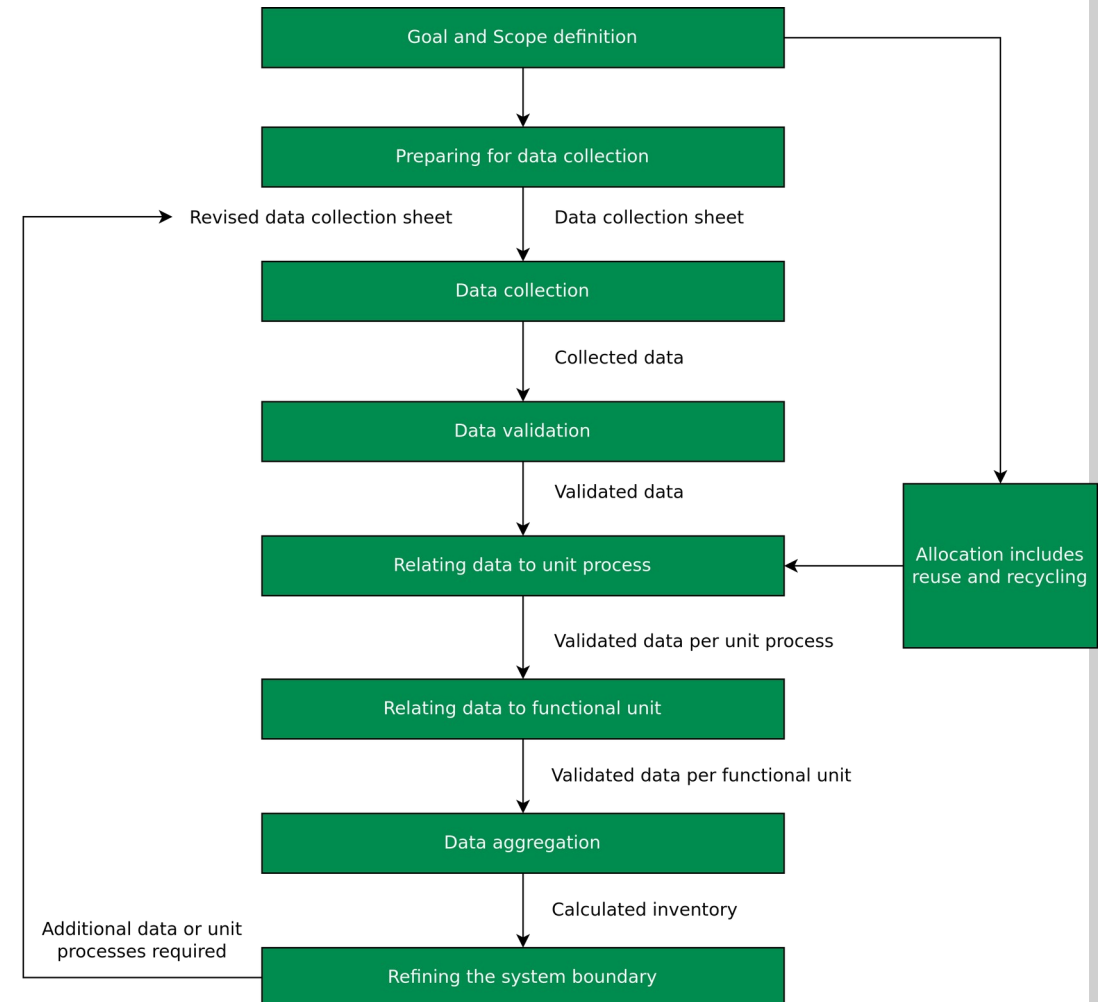 Goal and Scope definition
Preparing for data collection
Revised data collection sheet
Data collection sheet
Data collection
Collected data
Data validation
Validated data
Allocation includes
reuse and recycling
Relating data to unit process
Validated data per unit process
Relating data to functional unit
Validated data per functional unit
Data aggregation
Calculated inventory
Additional data or unit
processes required
Refining the system boundary